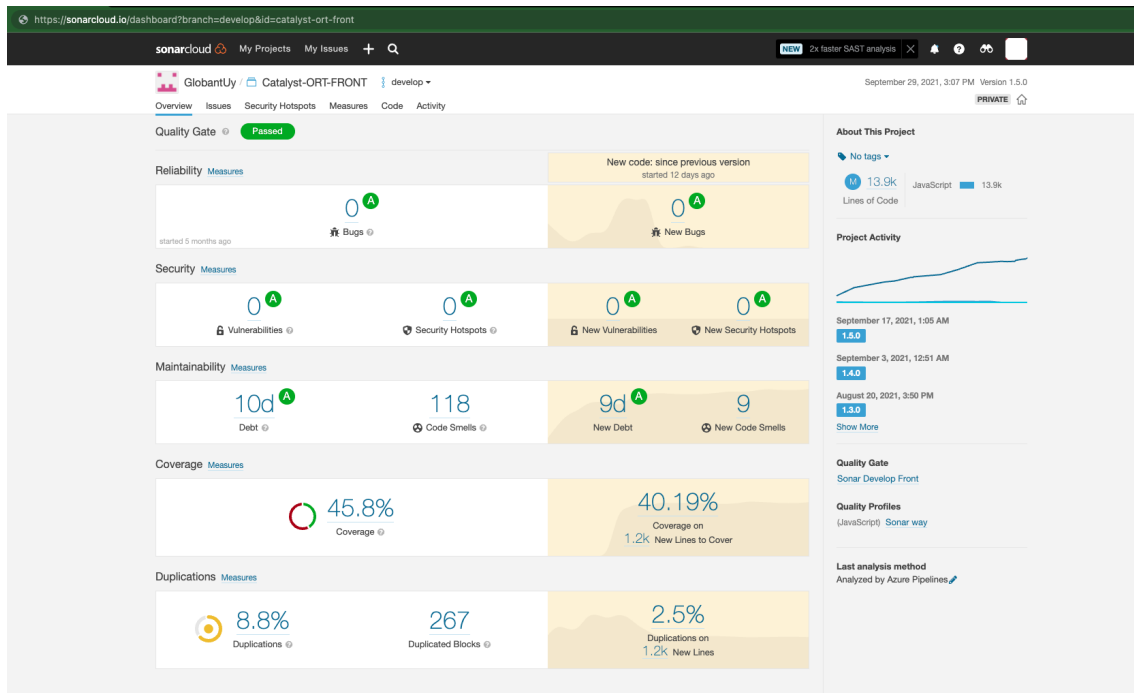 https://sonarcloud.io/dashboard?branch=develop&id=catalyst-ort-front
sonarcloud My Projects My Issues
NEW 2x faster SAST analysis
GlobantUy / Catalyst-ORT-FRONT develop
September 29, 2021, 3:07 PM Version 1.5.0
PRIVATE
Overview Issues Security Hotspots Measures Code Activity
Quality Gate Passed
Reliability Measures
New code: since previous version
started 12 days ago
0 A
Bugs
started 5 months ago
0 A
New Bugs
Security Measures
0 A
Vulnerabilities
0 A
Security Hotspots
0 A
New Vulnerabilities
0 A
New Security Hotspots
Maintainability Measures
10d A
Debt
118
Code Smells
9d A
New Debt
9
New Code Smells
Coverage Measures
45.8%
Coverage
40.19%
Coverage on
1.2k New Lines to Cover
Duplications Measures
8.8%
Duplications
267
Duplicated Blocks
2.5%
Duplications on
1.2k New Lines
About This Project
No tags
M 13.9k JavaScript 13.9k
Lines of Code
Project Activity
September 17, 2021, 1:05 AM
1.5.0
September 3, 2021, 12:51 AM
1.4.0
August 20, 2021, 3:50 PM
1.3.0
Show More
Quality Gate
Sonar Develop Front
Quality Profiles
(JavaScript) Sonar way
Last analysis method
Analyzed by Azure Pipelines